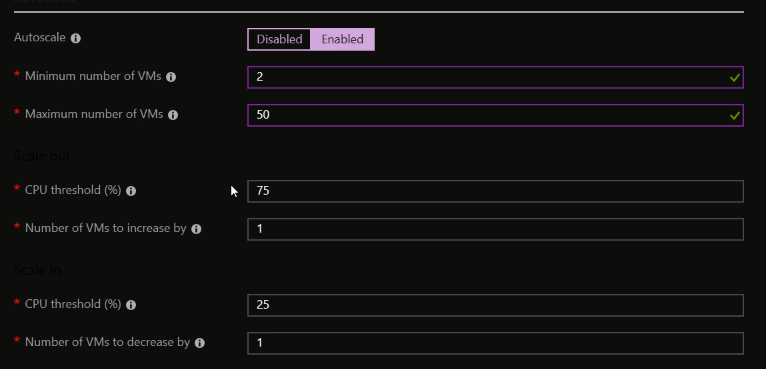 Autoscale Disabled Enabled
* Minimum number of VMs 2
* Maximum number of VMs 50
Scale out
* CPU threshold (%) 75
* Number of VMs to increase by 1
Scale in
* CPU threshold (%) 25
* Number of VMs to decrease by 1